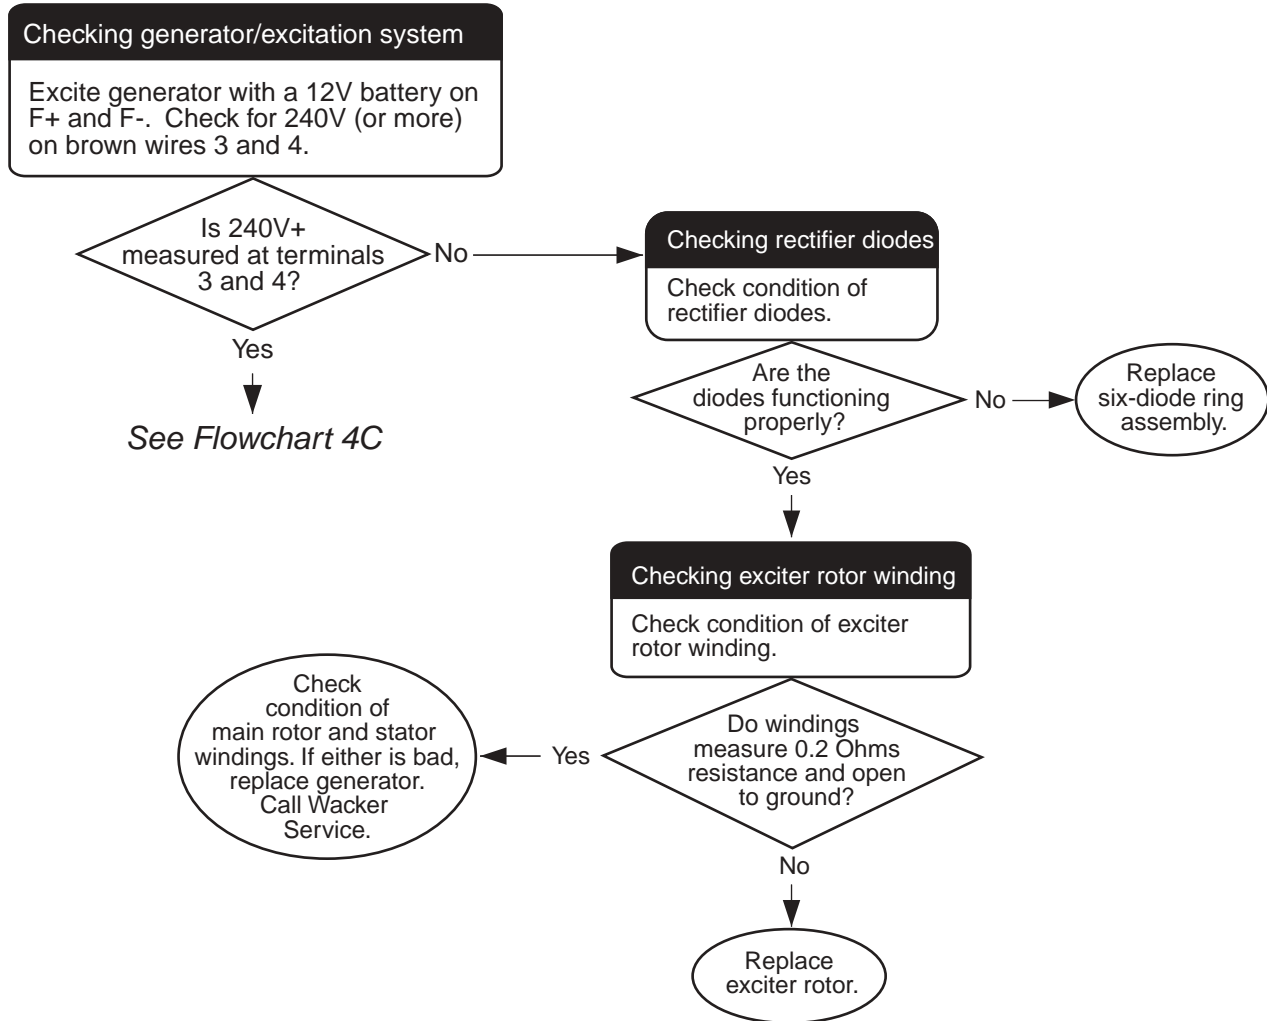 Checking generator/excitation system
Excite generator with a 12V battery on
F+ and F-. Check for 240V (or more)
on brown wires 3 and 4.
Is 240V+
measured at terminals
3 and 4?
No
Yes
See Flowchart 4C
Checking rectifier diodes
Check condition of
rectifier diodes.
Are the
diodes functioning
properly?
No
Replace
six-diode ring
assembly.
Yes
Checking exciter rotor winding
Check condition of exciter
rotor winding.
Do windings
measure 0.2 Ohms
resistance and open
to ground?
Yes
Check
condition of
main rotor and stator
windings. If either is bad,
replace generator.
Call Wacker
Service.
No
Replace
exciter rotor.